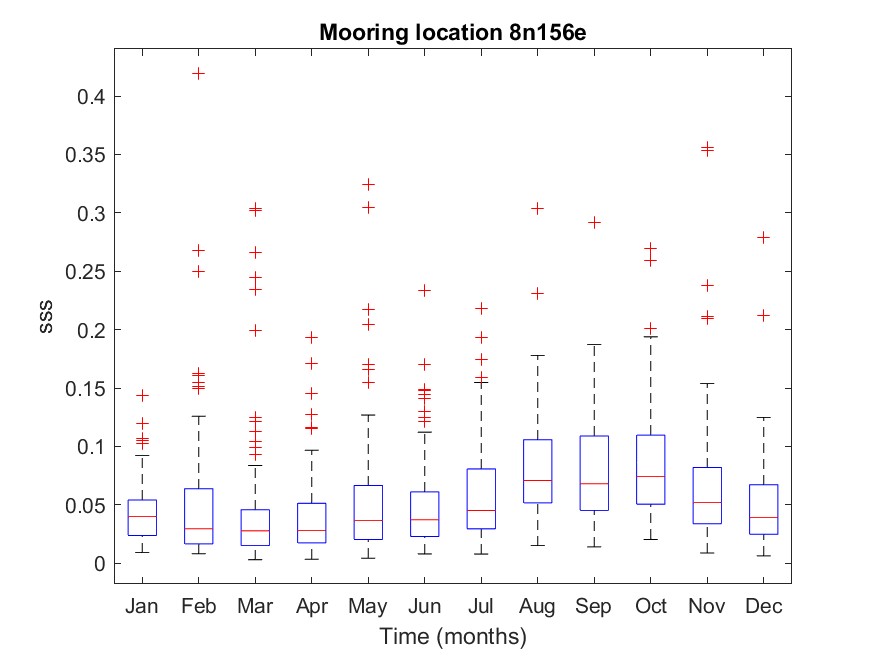 Mooring location 8n156e
0.4
0.35
0.3
0.25
0.2
0.15
0.1
0.05
0
sss
Jan Feb Mar Apr May Jun Jul Aug Sep Oct Nov Dec
Time (months)